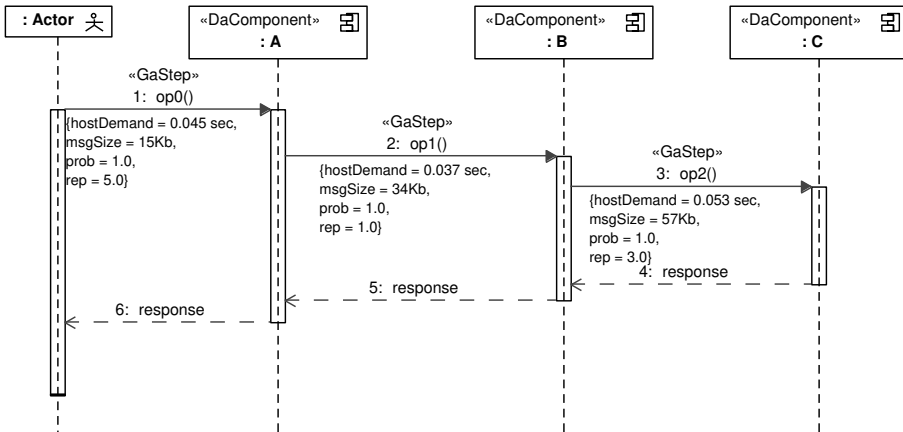 : Actor
«DaComponent»
: A
«DaComponent»
: B
«DaComponent»
: C
«GaStep»
1: op0()
{hostDemand = 0.045 sec,
msgSize = 15Kb,
prob = 1.0,
rep = 5.0}
«GaStep»
2: op1()
{hostDemand = 0.037 sec,
msgSize = 34Kb,
prob = 1.0,
rep = 1.0}
«GaStep»
3: op2()
{hostDemand = 0.053 sec,
msgSize = 57Kb,
prob = 1.0,
rep = 3.0}
4: response
5: response
6: response